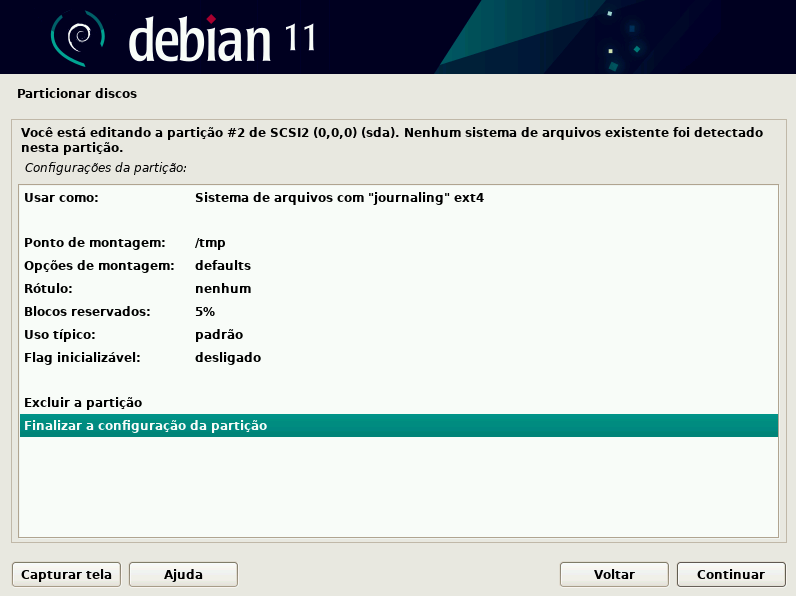 debian 11
Particionar discos
Você está editando a partição #2 de SCSI2 (0,0,0) (sda). Nenhum sistema de arquivos existente foi detectado
nesta partição.
Configurações da partição:
Usar como: Sistema de arquivos com "journaling" ext4
Ponto de montagem: /tmp
Opções de montagem: defaults
Rótulo: nenhum
Blocos reservados: 5%
Uso típico: padrão
Flag inicializável: desligado
Excluir a partição
Finalizar a configuração da partição
Capturar tela Ajuda Voltar Continuar